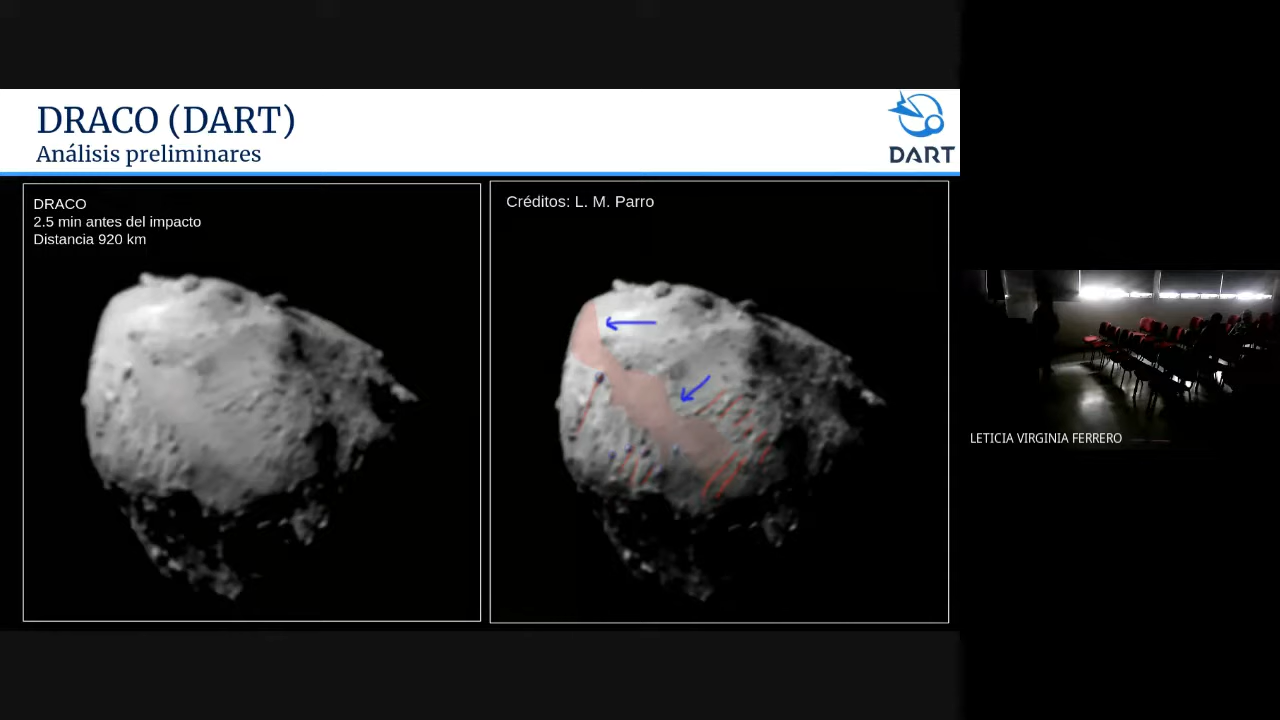 DRACO (DART)
Análisis preliminares
DART
DRACO
2.5 min antes del impacto
Distancia 920 km
Créditos: L. M. Parro
LETICIA VIRGINIA FERRERO